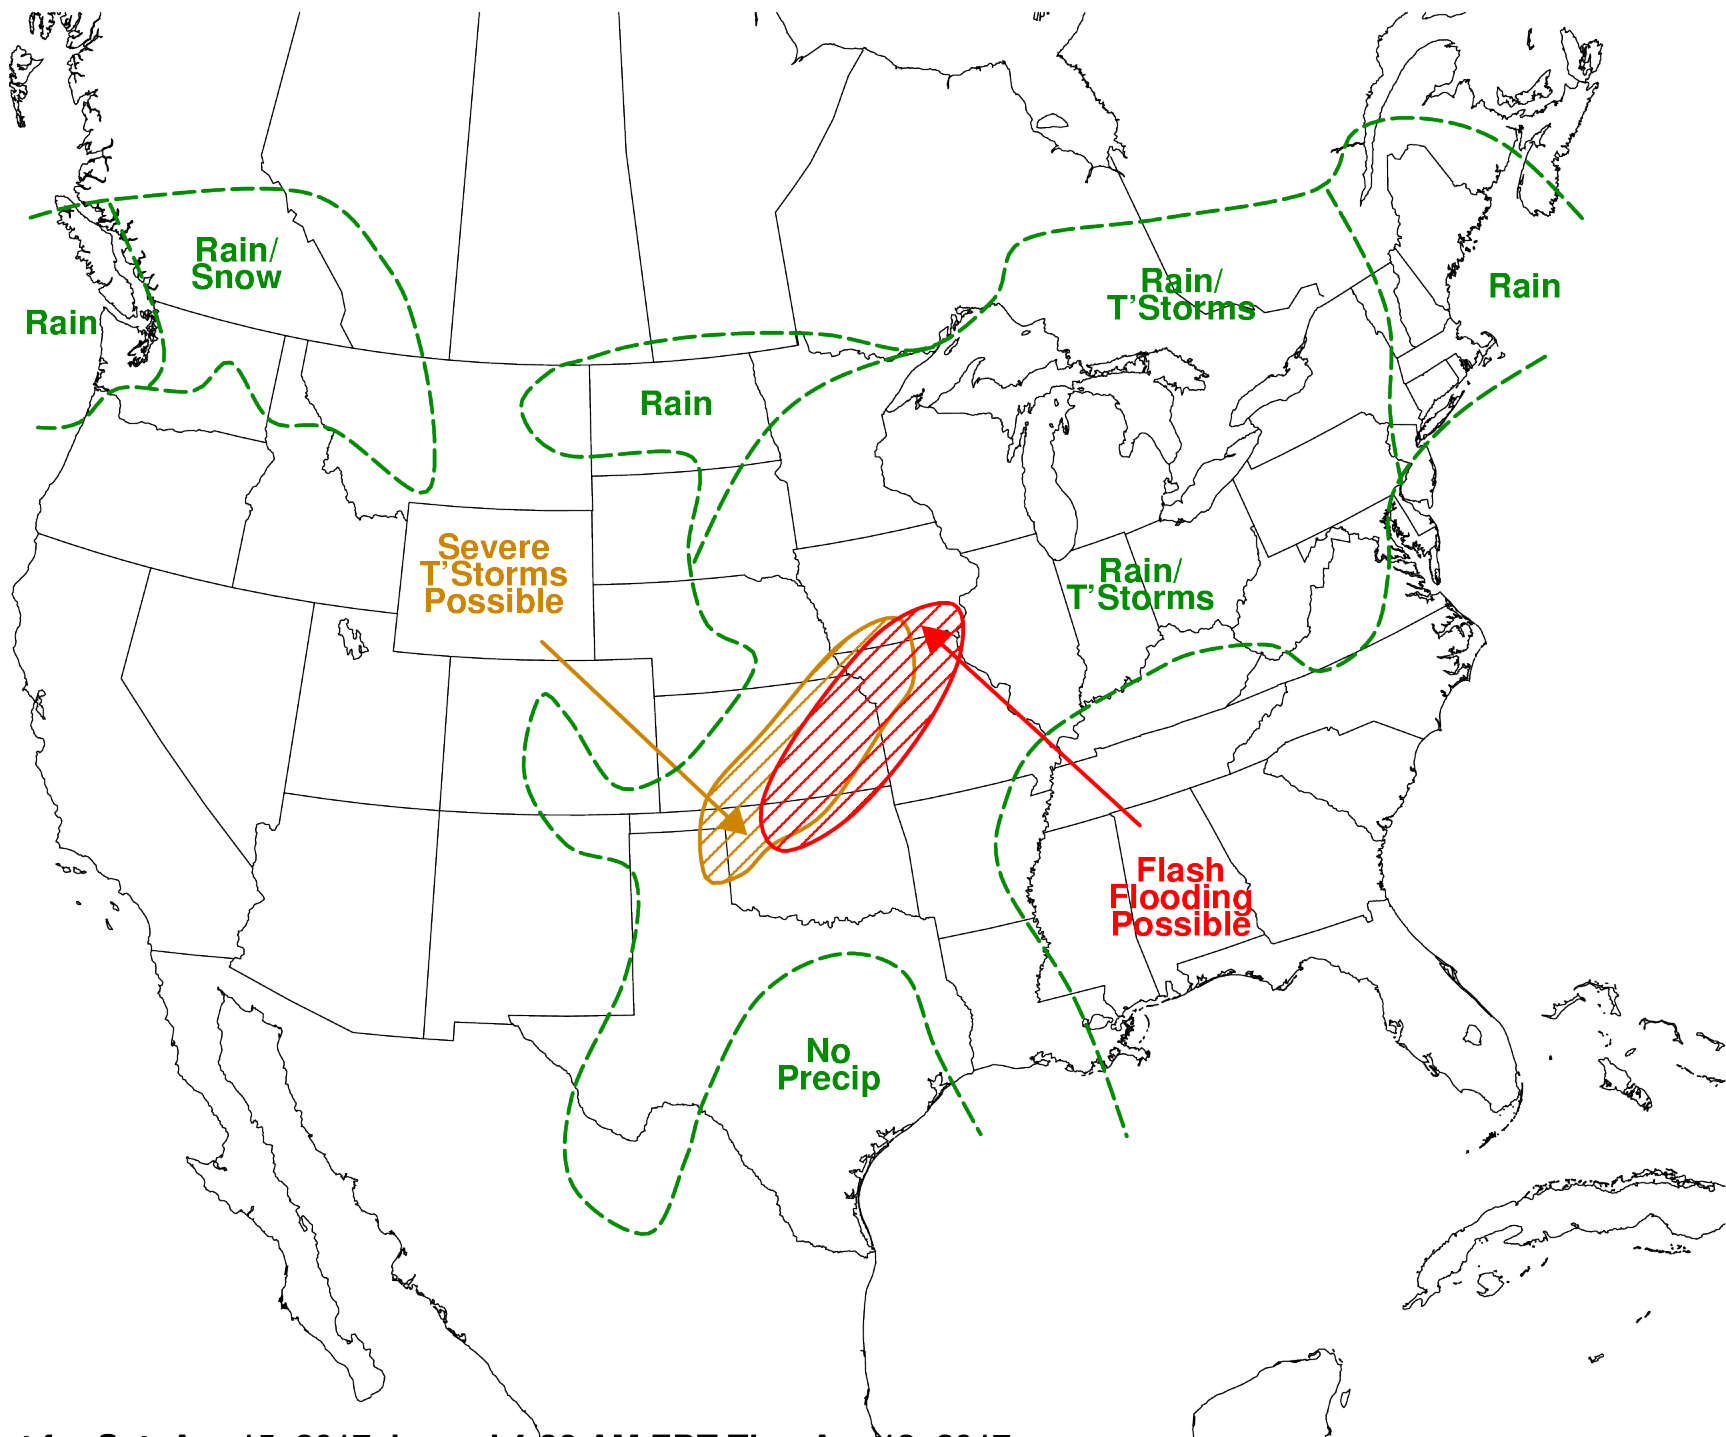 Rain/
Snow
Rain
Rain/
T'Storms
Rain
Rain
Severe
T'Storms
Possible
Rain/
T'Storms
Flash
Flooding
Possible
No
Precip